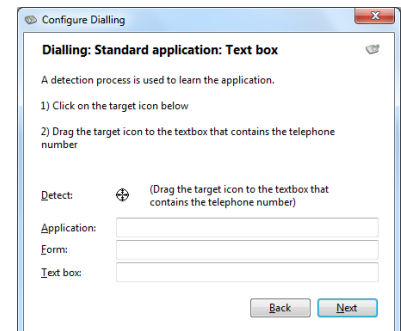 Configure Dialling
Dialling: Standard application: Text box
A detection process is used to learn the application.
1) Click on the target icon below
2) Drag the target icon to the textbox that contains the telephone
number
Detect:
(Drag the target icon to the textbox that
contains the telephone number)
Application:
Form:
Text box:
Back Next